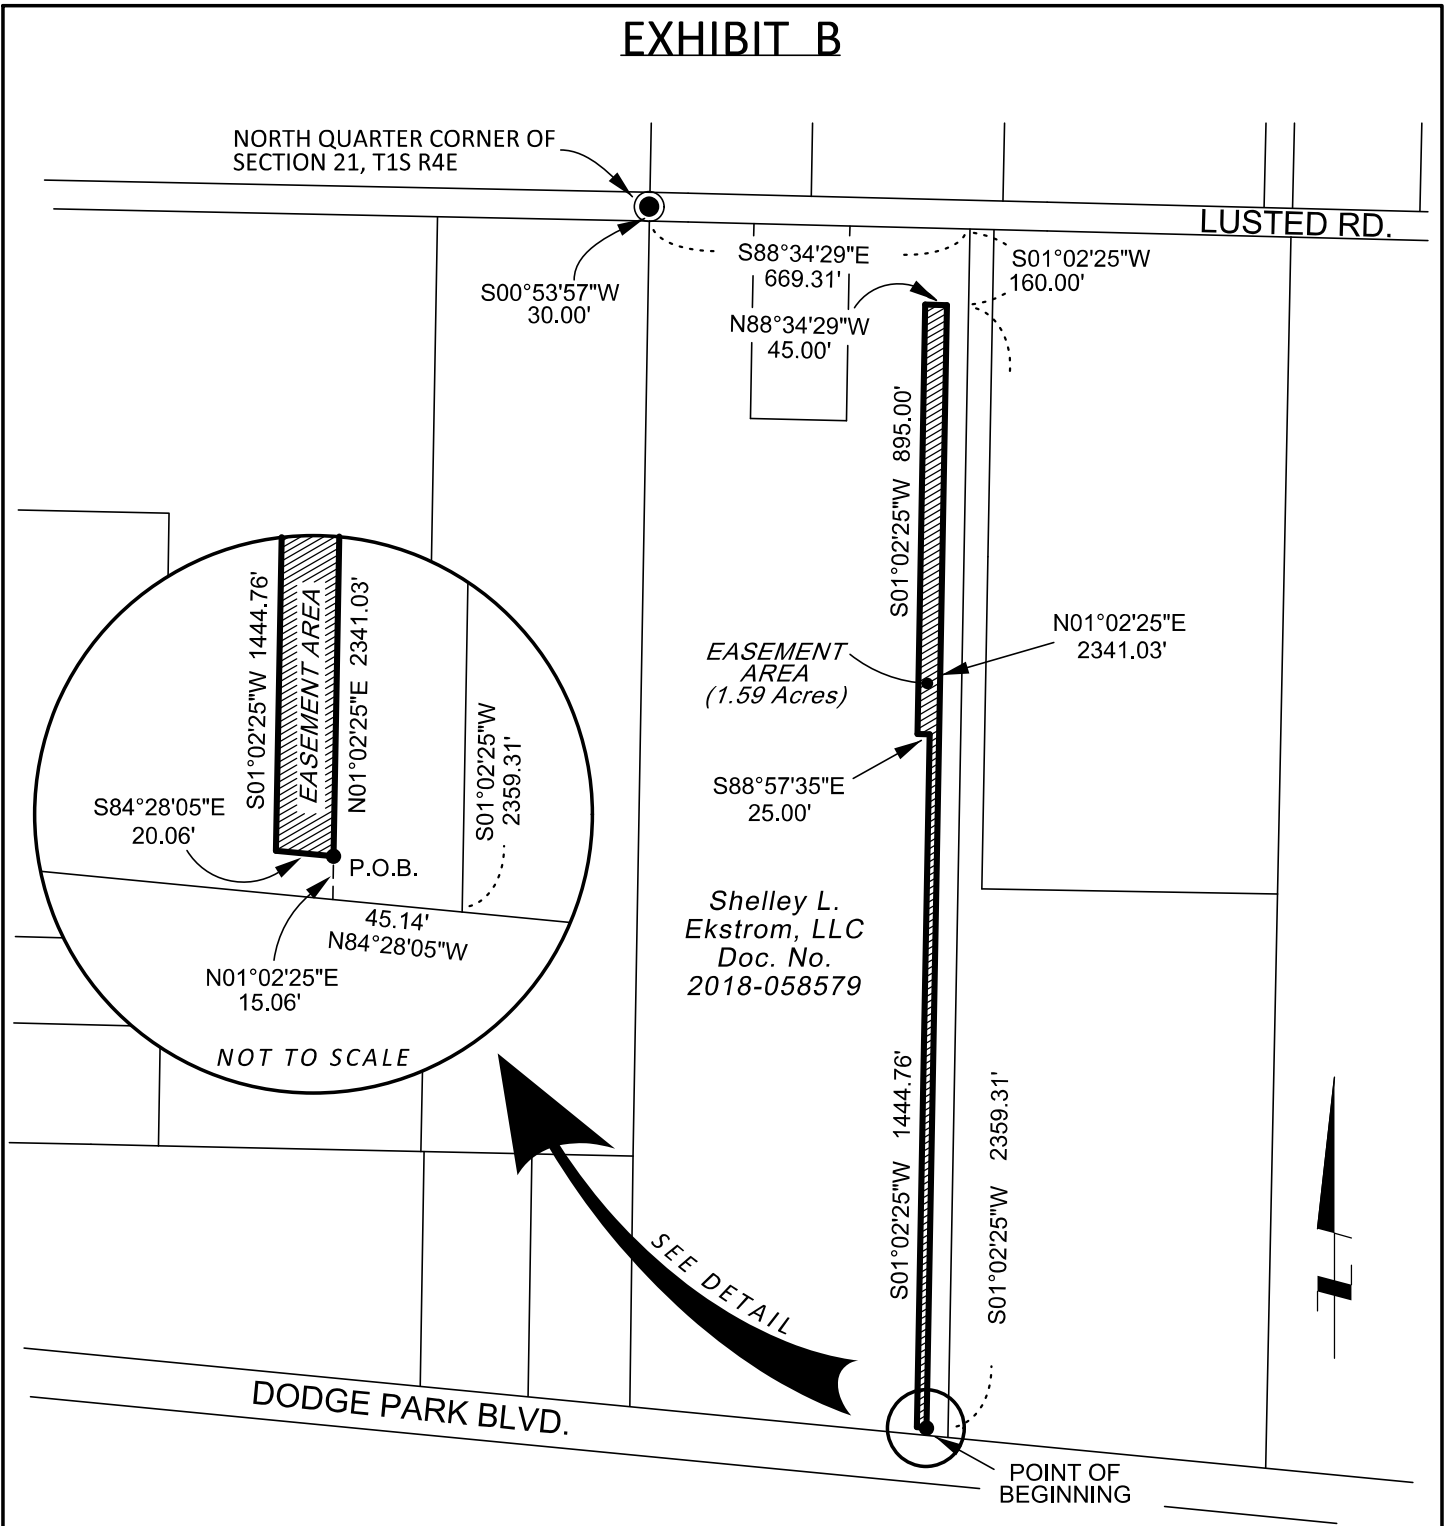 EXHIBIT B
NORTH QUARTER CORNER OF
SECTION 21, T1S R4E
LUSTED RD.
S88°34'29"E
669.31'
S01°02'25"W
160.00'
S00°53'57"W
30.00'
N88°34'29"W
45.00'
S01°02'25"W 895.00'
N01°02'25"E
2341.03'
EASEMENT
AREA
(1.59 Acres)
S88°57'35"E
25.00'
S01°02'25"W 1444.76'
EASEMENT AREA
N01°02'25"E 2341.03'
S01°02'25"W
2359.31'
S84°28'05"E
20.06'
P.O.B.
45.14'
N84°28'05"W
N01°02'25"E
15.06'
NOT TO SCALE
Shelley L.
Ekstrom, LLC
Doc. No.
2018-058579
S01°02'25"W 1444.76'
S01°02'25"W 2359.31'
SEE DETAIL
DODGE PARK BLVD.
POINT OF
BEGINNING